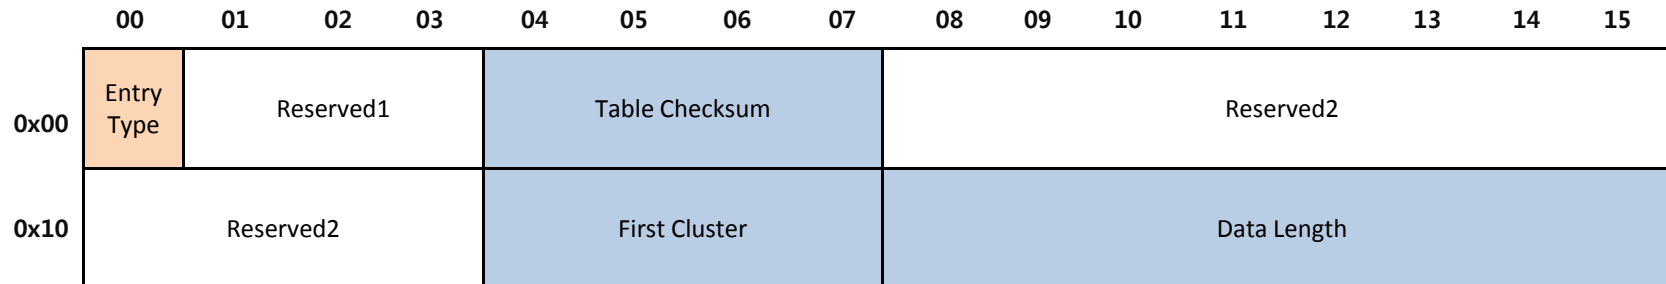 00 01 02 03 04 05 06 07 08 09 10 11 12 13 14 15
0x00 Entry Type Reserved1 Table Checksum Reserved2
0x10 Reserved2 First Cluster Data Length